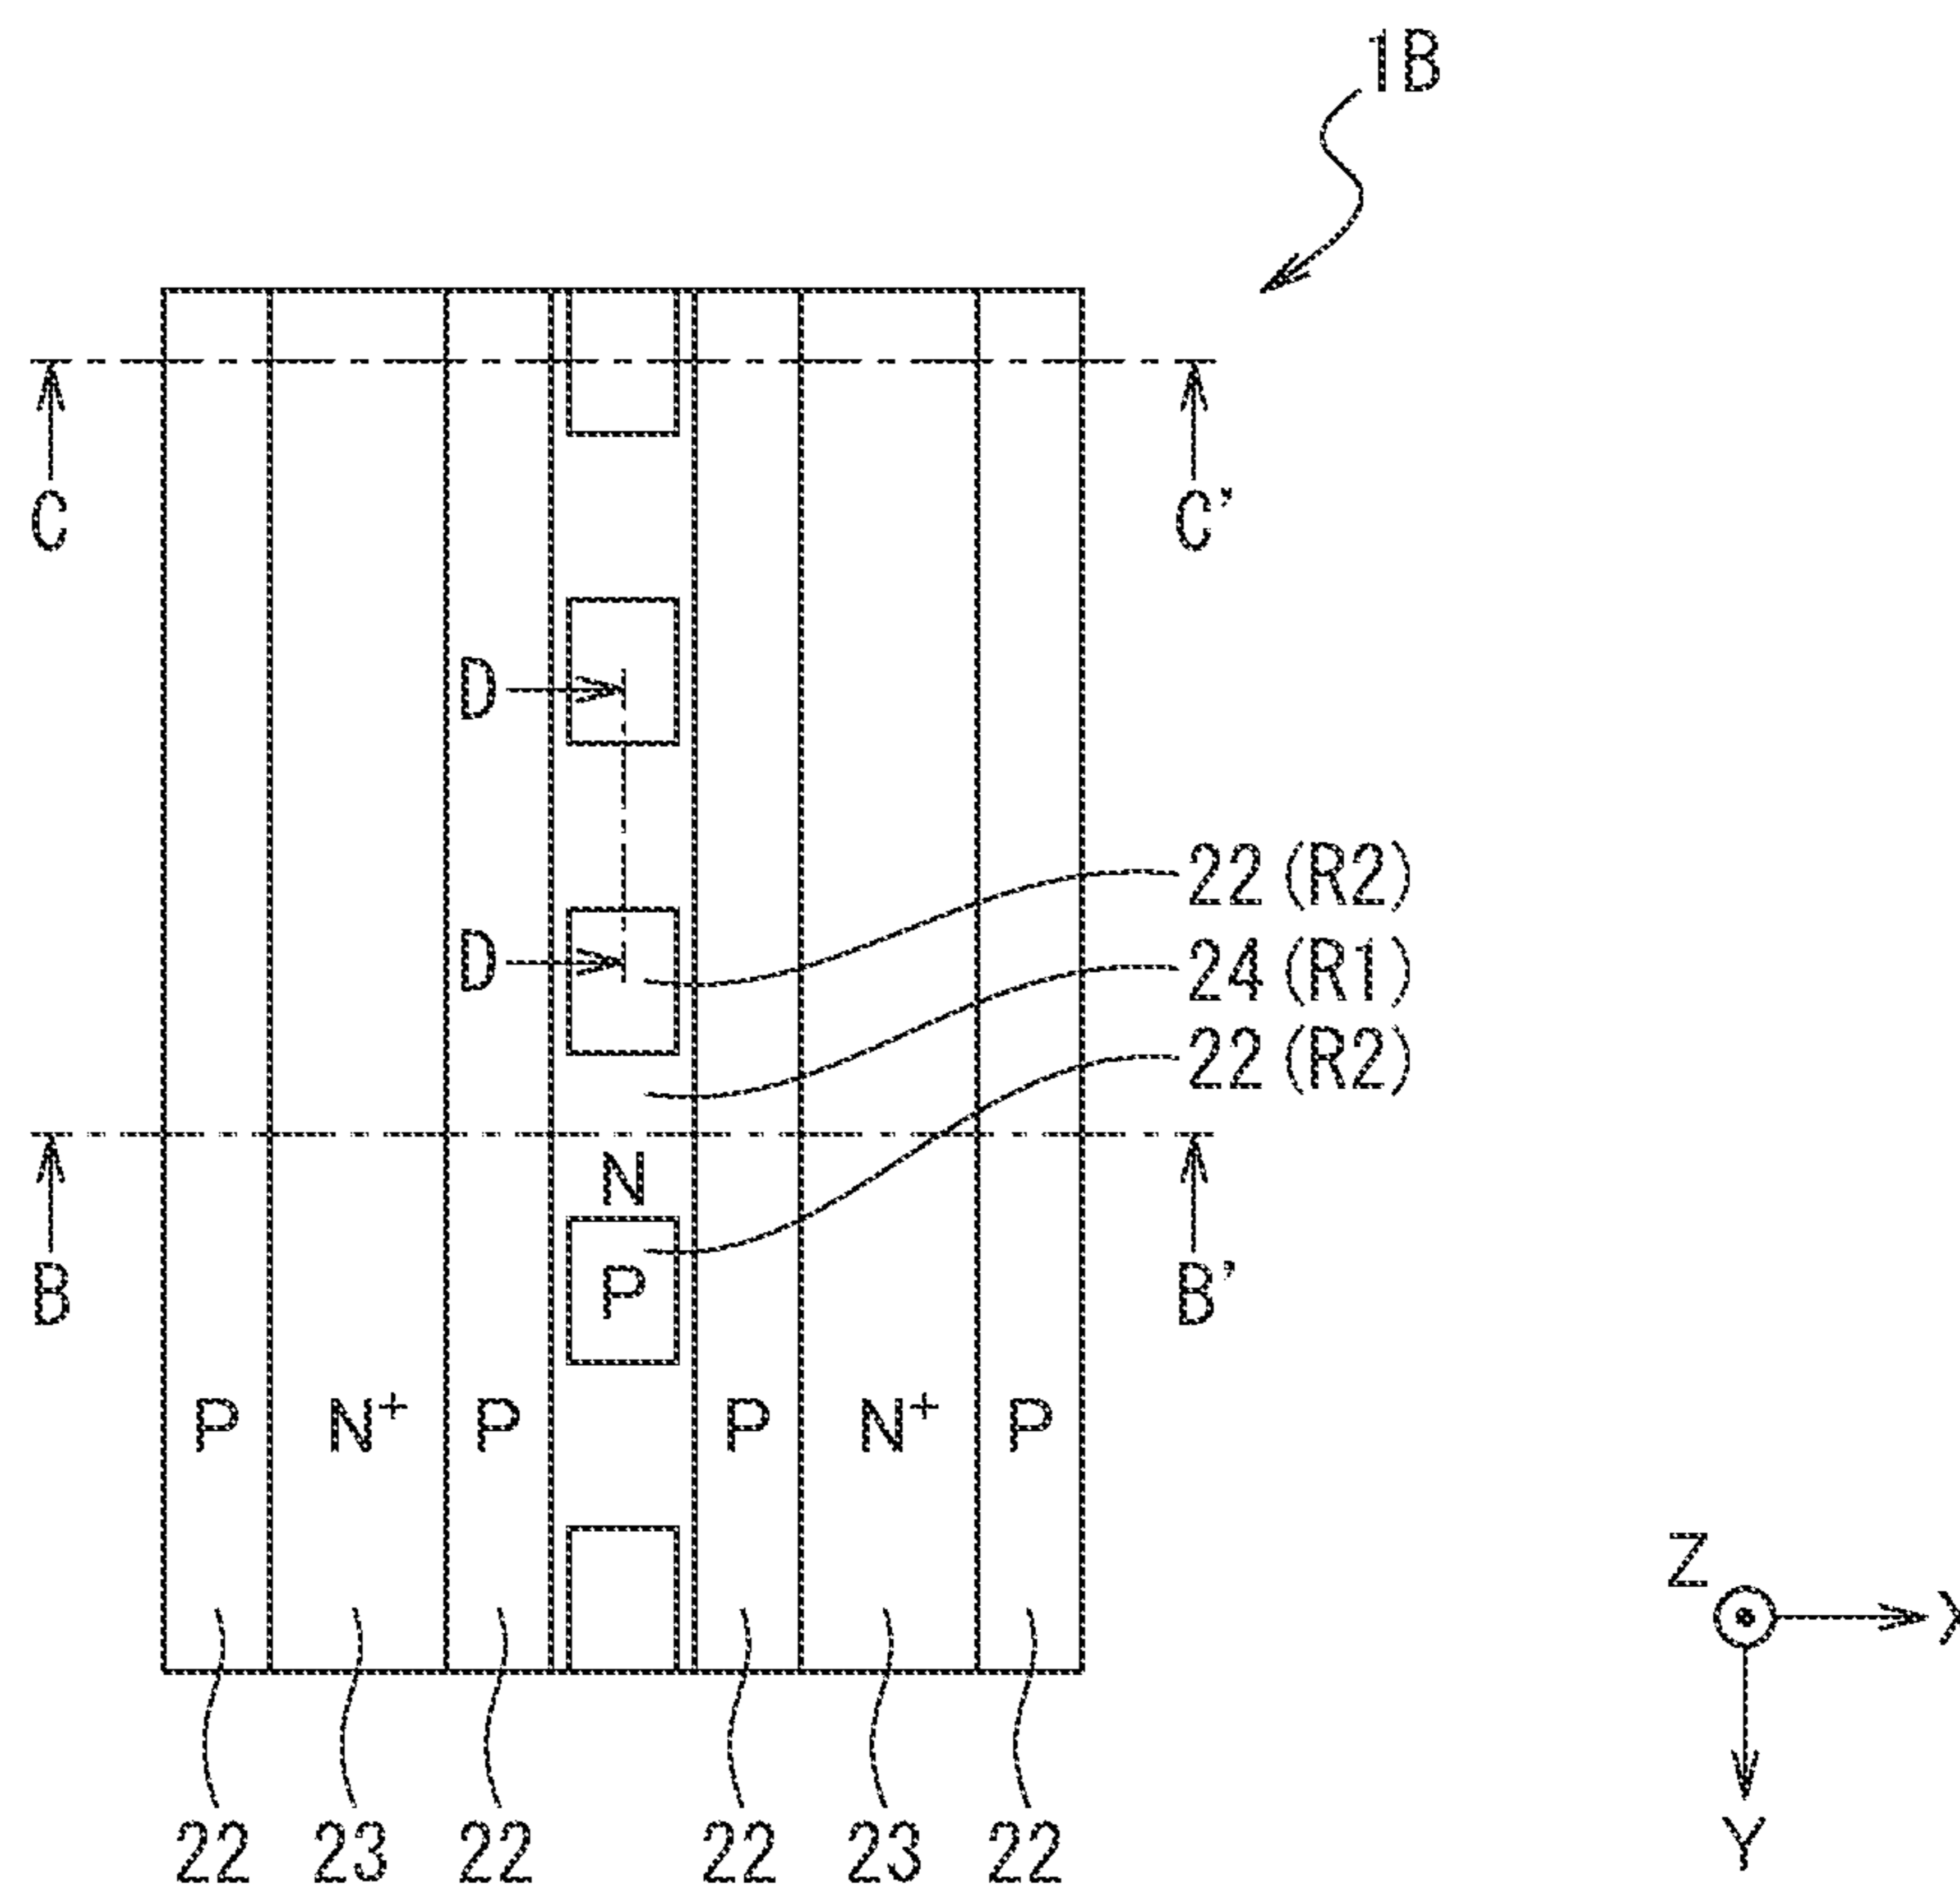 1B
C C'
D
22(R2)
D
24(R1)
22(R2)
N
B B'
P
P N+ P P N+ P
Z
Y
22 23 22 22 23 22